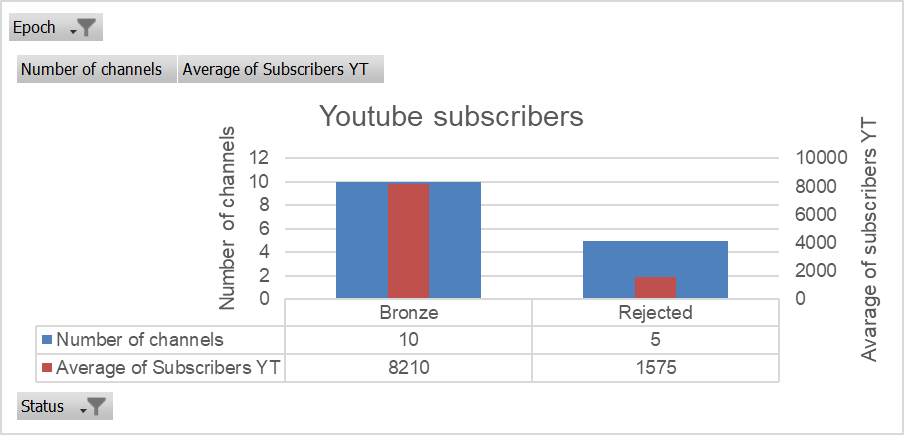 Epoch
Number of channels Average of Subscribers YT
Youtube subscribers
Number of channels
12
10
8
6
4
2
0
10000
8000
6000
4000
2000
0
Avarage of subscribers YT
Bronze Rejected
Number of channels 10 5
Average of Subscribers YT 8210 1575
Status